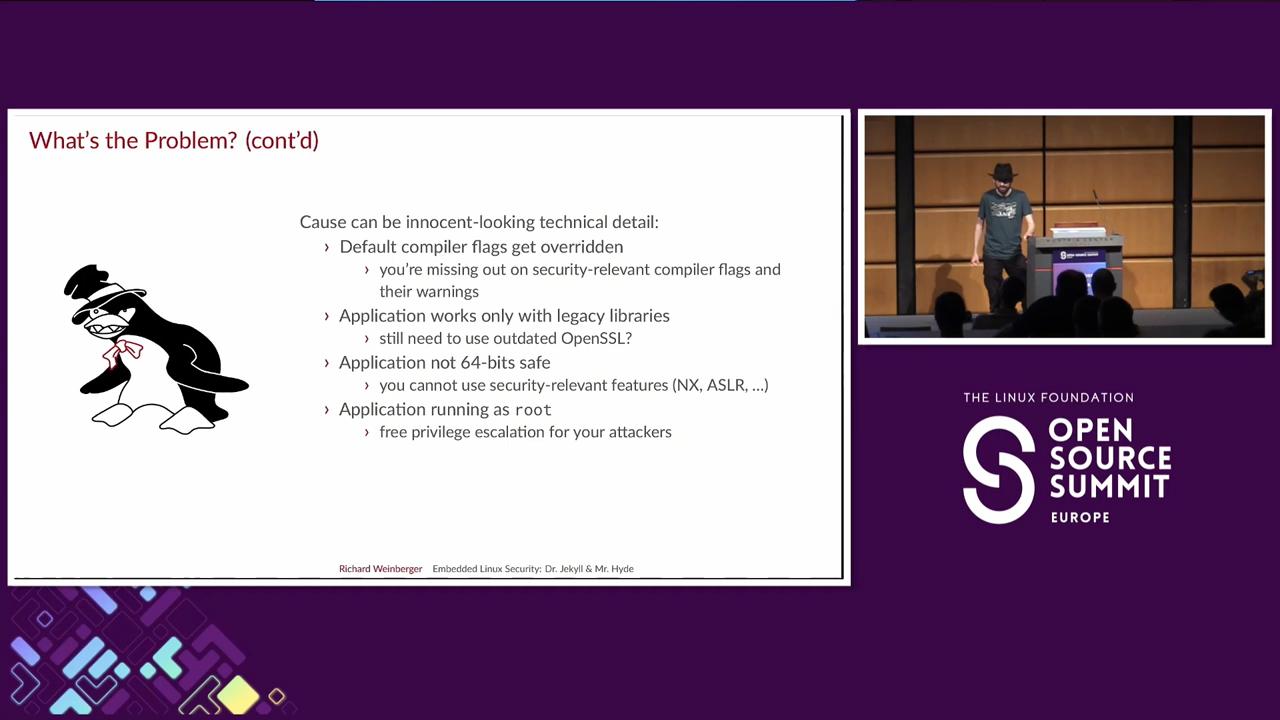 What's the Problem? (cont'd)
Cause can be innocent-looking technical detail:
› Default compiler flags get overridden
› you're missing out on security-relevant compiler flags and
their warnings
› Application works only with legacy libraries
› still need to use outdated OpenSSL?
› Application not 64-bits safe
› you cannot use security-relevant features (NX, ASLR, ...)
› Application running as root
› free privilege escalation for your attackers
Richard Weinberger Embedded Linux Security: Dr. Jekyll & Mr. Hyde
THE LINUX FOUNDATION
OPEN
SOURCE
SUMMIT
EUROPE